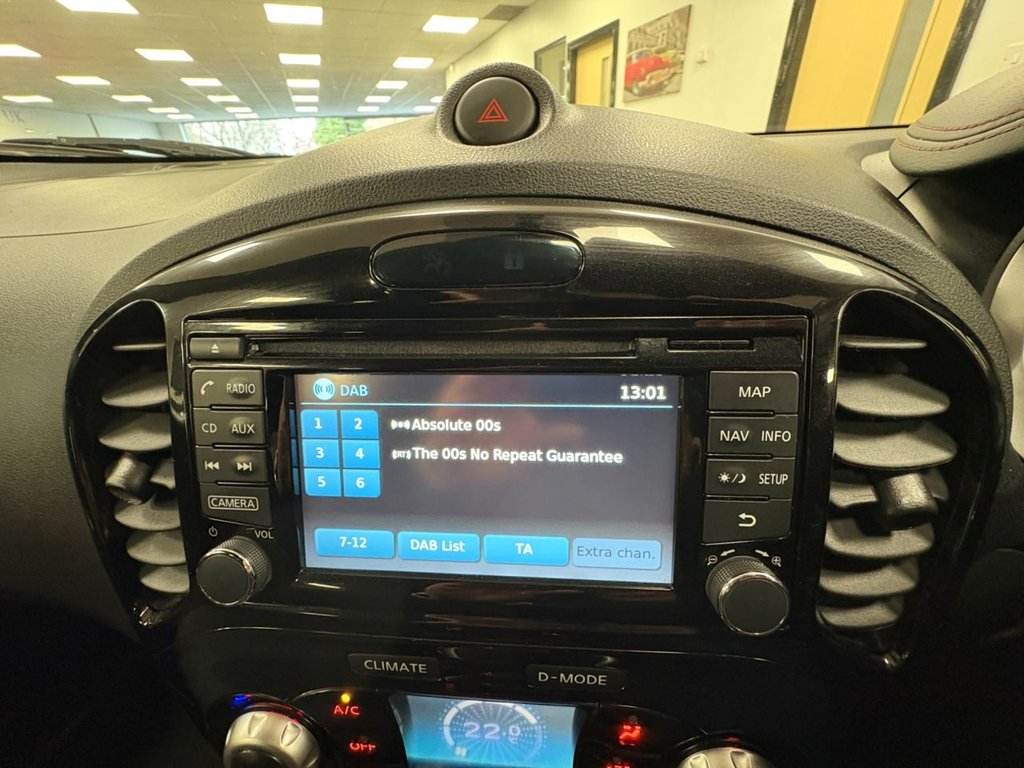 DAB 13:01
RADIO
CD AUX
CAMERA
VOL
1 2
3 4
5 6
Absolute 00s
RT The 00s No Repeat Guarantee
7-12 DAB List TA Extra chan.
MAP
NAV INFO
SETUP
CLIMATE D-MODE
A/C
OFF
22.0